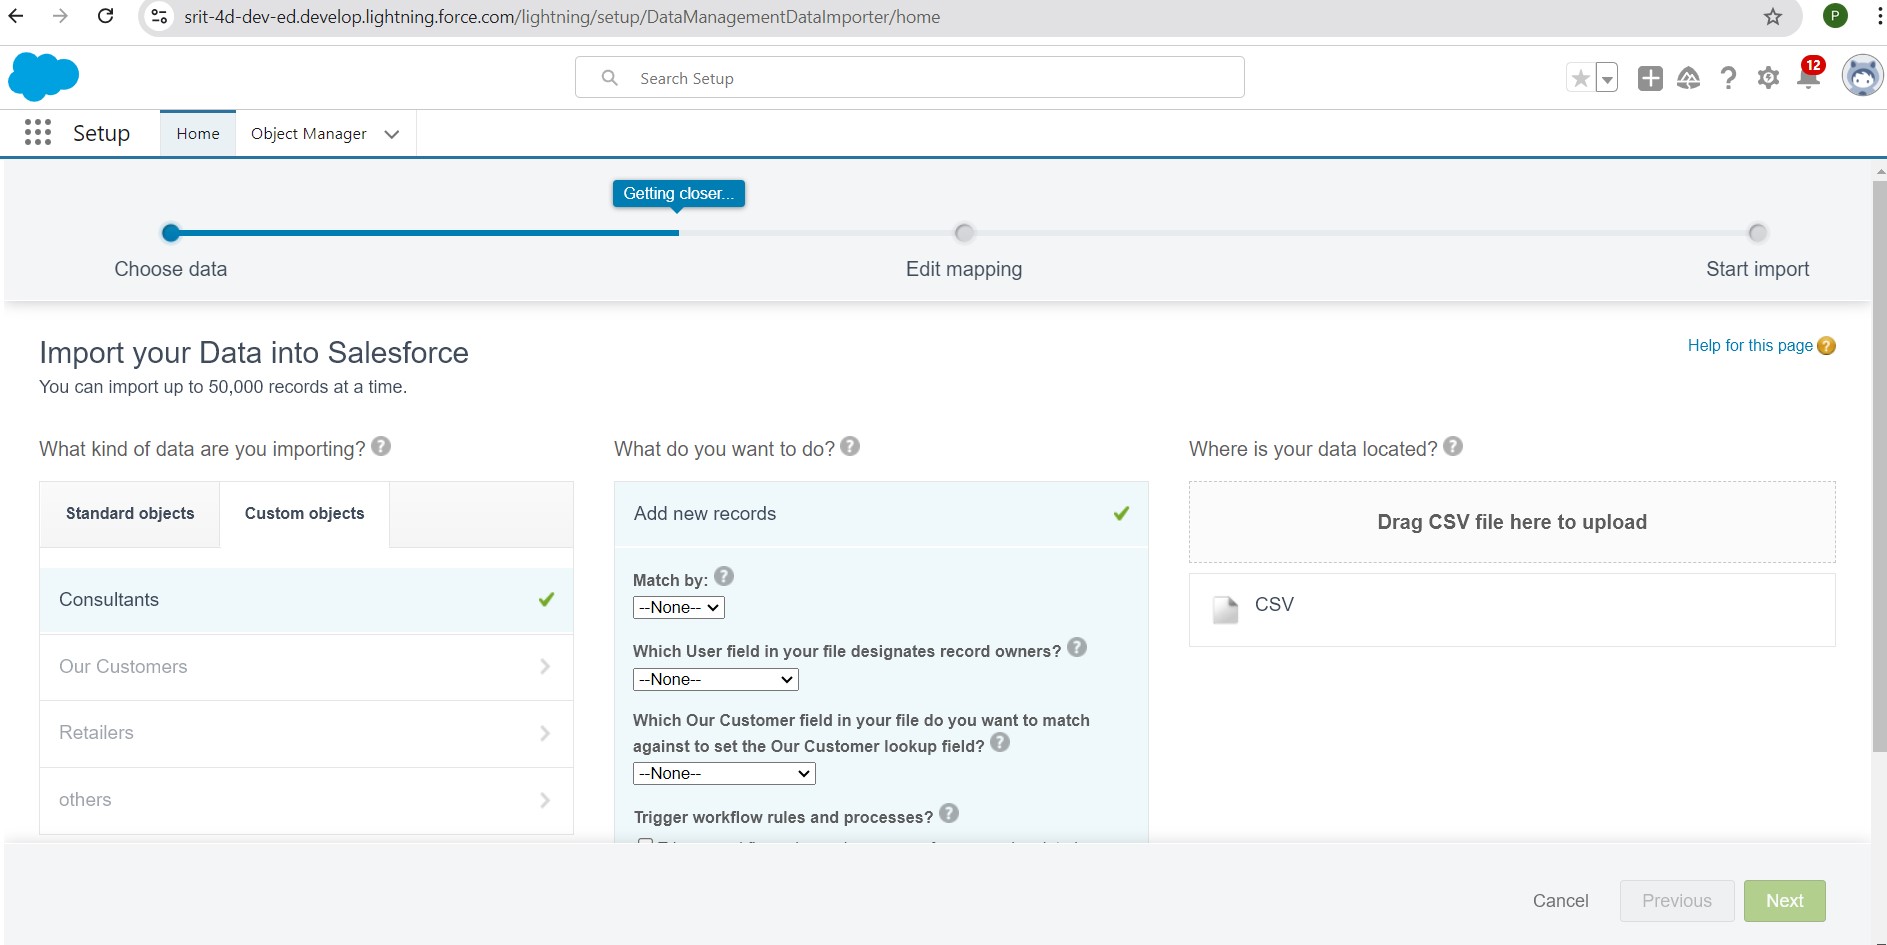 srit-4d-dev-ed.develop.lightning.force.com/lightning/setup/DataManagementDataImporter/home
P
Search Setup
12
Setup
Home
Object Manager
Getting closer...
Choose data
Edit mapping
Start import
Import your Data into Salesforce
Help for this page ?
You can import up to 50,000 records at a time.
What kind of data are you importing? ?
What do you want to do? ?
Where is your data located? ?
Standard objects
Custom objects
Consultants
Our Customers
Retailers
others
Add new records
Match by: ?
--None--
Which User field in your file designates record owners? ?
--None--
Which Our Customer field in your file do you want to match
against to set the Our Customer lookup field? ?
--None--
Trigger workflow rules and processes? ?
Drag CSV file here to upload
CSV
Cancel
Previous
Next